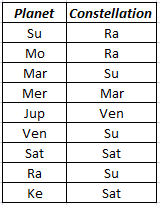 Planet Constellation
Su Ra
Mo Ra
Mar Su
Mer Mar
Jup Ven
Ven Su
Sat Sat
Ra Su
Ke Sat